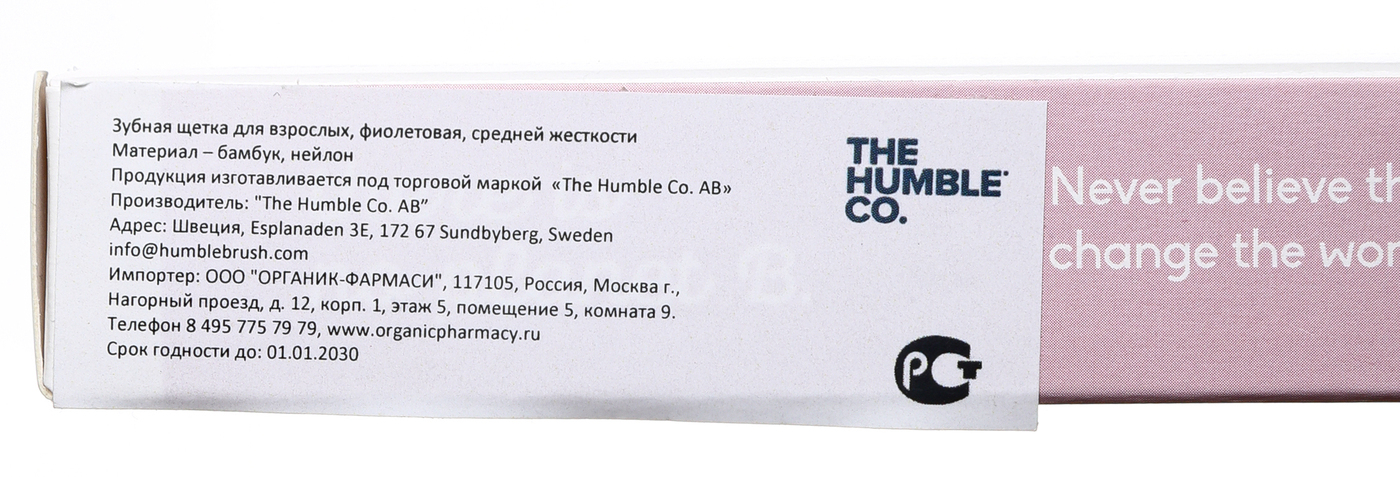 Зубная щетка для взрослых, фиолетовая, средней жесткости
Материал – бамбук, нейлон
Продукция изготавливается под торговой маркой «The Humble Co. AB»
Производитель: "The Humble Co. AB”
Адрес: Швеция, Esplanaden 3E, 172 67 Sundbyberg, Sweden
info@humblebrush.com
Импортер: ООО "ОРГАНИК-ФАРМАСИ", 117105, Россия, Москва г.,
Нагорный проезд, д. 12, корп. 1, этаж 5, помещение 5, комната 9.
Телефон 8 495 775 79 79, www.organicpharmacy.ru
Срок годности до: 01.01.2030
THE
HUMBLE
CO.
РСТ
Never believe
change the